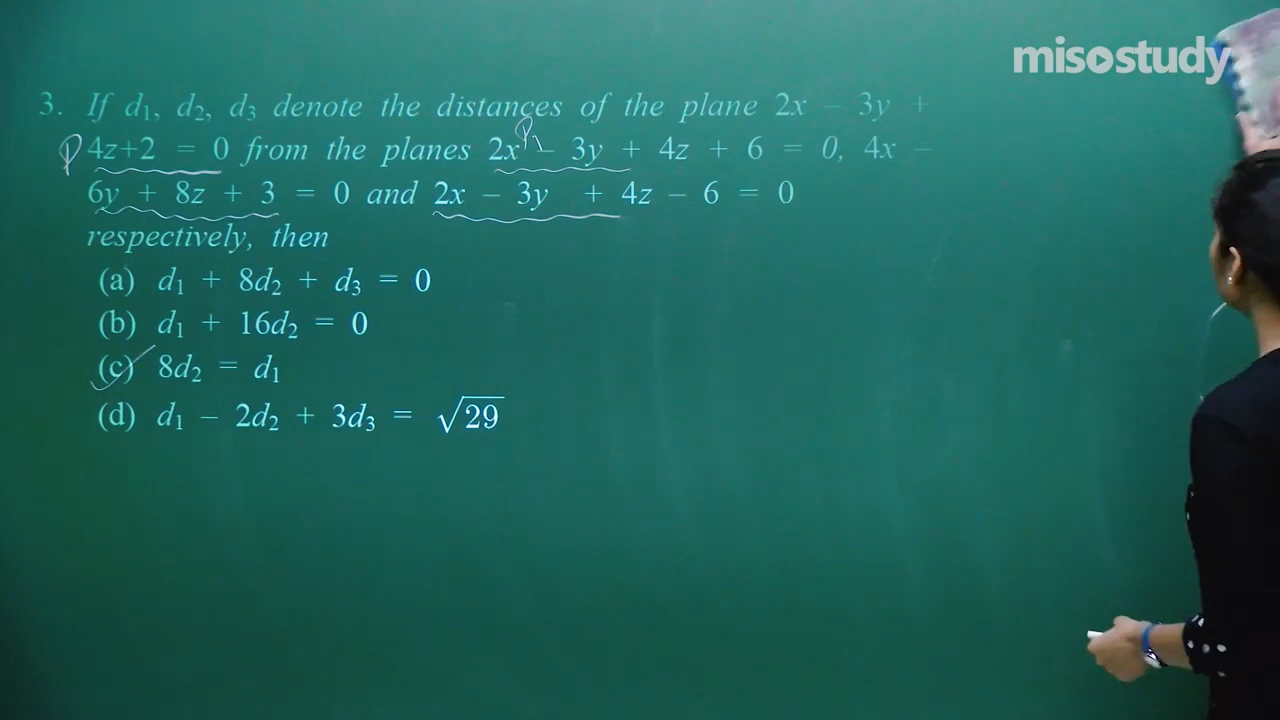 misostudy
3. If d₁, d₂, d₃ denote the distances of the plane 2x – 3y +
P 4z+2 = 0 from the planes 2x – 3y + 4z + 6 = 0, 4x –
P₁
6y + 8z + 3 = 0 and 2x – 3y + 4z – 6 = 0
respectively, then
(a) d₁ + 8d₂ + d₃ = 0
(b) d₁ + 16d₂ = 0
(c) 8d₂ = d₁
(d) d₁ – 2d₂ + 3d₃ = √29